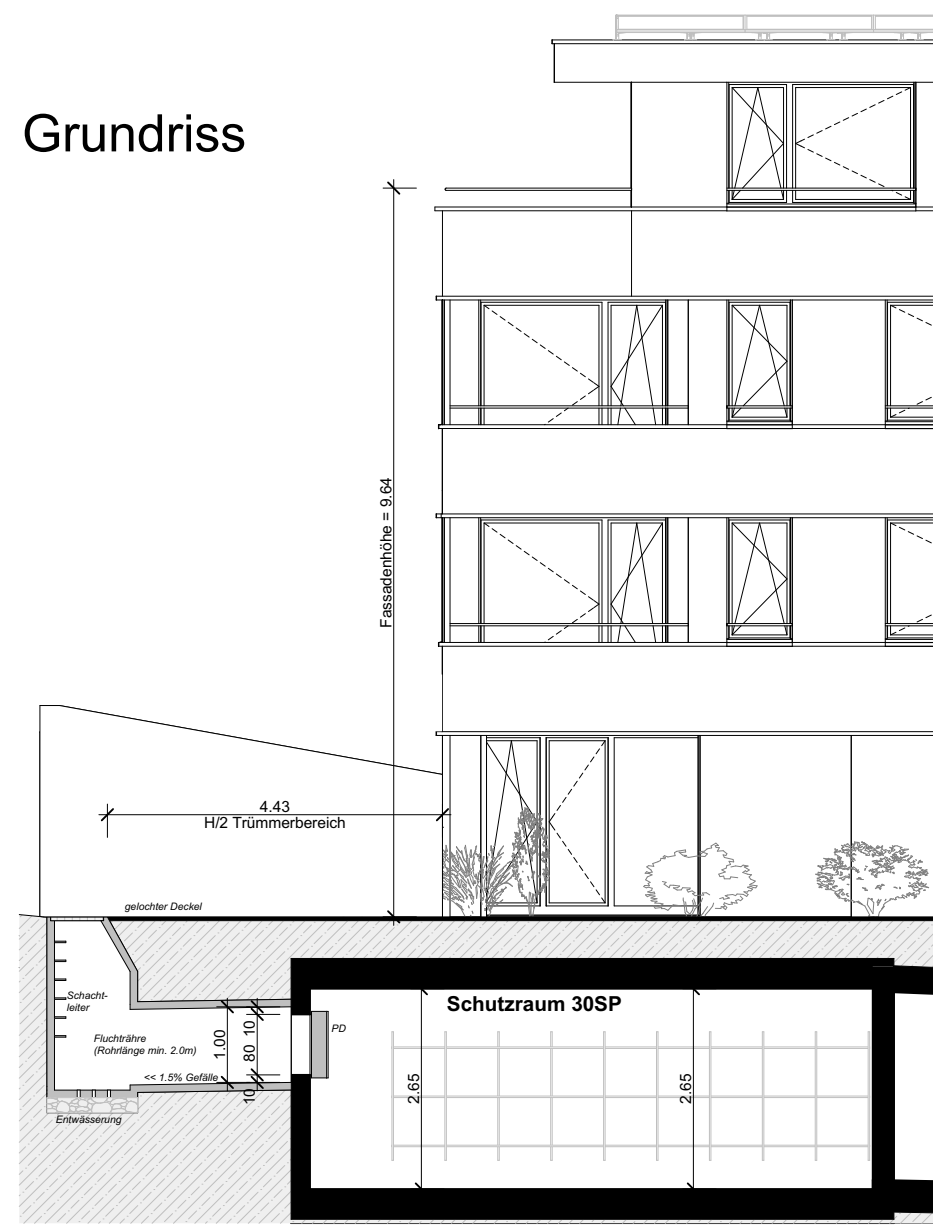 Grundriss
Fassadenhöhe = 9.64
4.43
H/2 Trümmerbereich
gelochter Deckel
Schacht-
leiter
Fluchträhre
(Rohrlänge min. 2.0m)
<< 1.5% Gefälle
Entwässerung
1.00
10
80
10
PD
Schutzraum 30SP
2.65
2.65